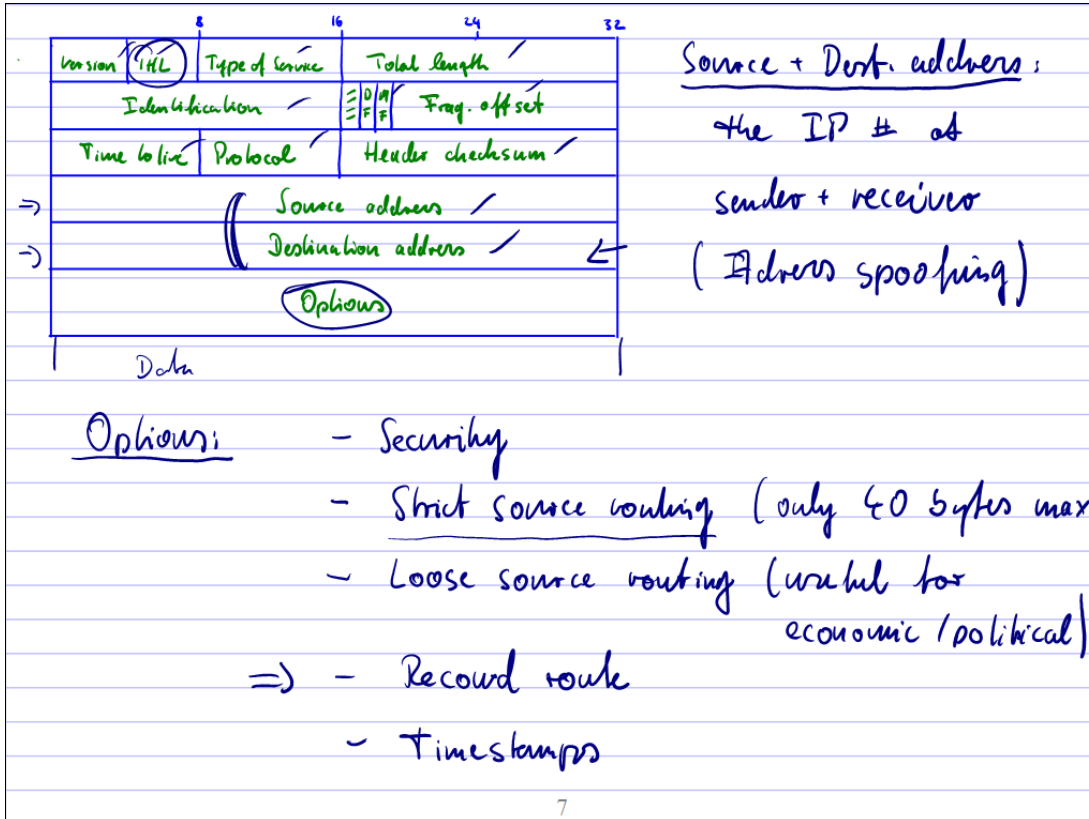 8 16 24 32
Version IHL Type of Service Total length
Identification D F M F Frag. offset
Time to live Protocol Header checksum
Source address
Destination address
Options
Data
Source + Dest. address:
the IP # of
sender + receiver
(Adress spoofing)
Options:
- Security
- Strict source routing (only 40 bytes max
- Loose source routing (useful for
economic / political)
=> - Record route
- Timestamps
7